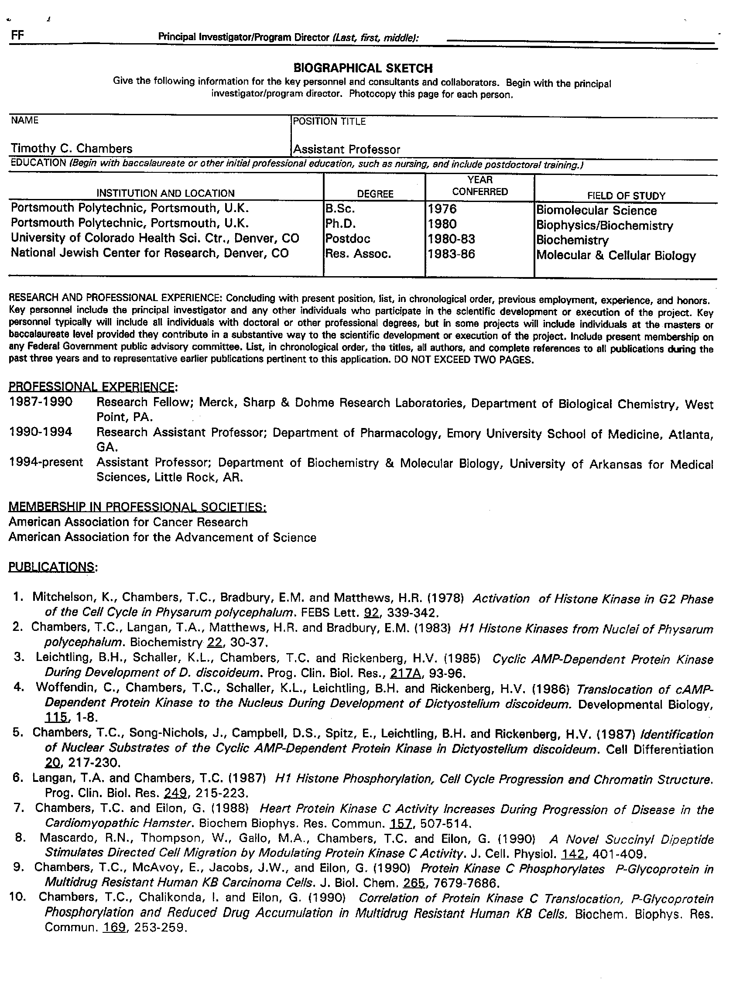 FF
Principal Investigator/Program Director (Last, first, middle):
BIOGRAPHICAL SKETCH
Give the following information for the key personnel and consultants and collaborators. Begin with the principal
investigator/program director. Photocopy this page for each person.
NAME
POSITION TITLE
Timothy C. Chambers
Assistant Professor
EDUCATION (Begin with baccalaureate or other initial professional education, such as nursing, and include postdoctoral training.)
INSTITUTION AND LOCATION DEGREE YEAR CONFERRED FIELD OF STUDY
Portsmouth Polytechnic, Portsmouth, U.K. B.Sc. 1976 Biomolecular Science
Portsmouth Polytechnic, Portsmouth, U.K. Ph.D. 1980 Biophysics/Biochemistry
University of Colorado Health Sci. Ctr., Denver, CO Postdoc 1980-83 Biochemistry
National Jewish Center for Research, Denver, CO Res. Assoc. 1983-86 Molecular & Cellular Biology
RESEARCH AND PROFESSIONAL EXPERIENCE: Concluding with present position, list, in chronological order, previous employment, experience, and honors.
Key personnel include the principal investigator and any other individuals who participate in the scientific development or execution of the project. Key
personnel typically will include all individuals with doctoral or other professional degrees, but in some projects will include individuals at the masters or
baccalaureate level provided they contribute in a substantive way to the scientific development or execution of the project. Include present membership on
any Federal Government public advisory committee. List, in chronological order, the titles, all authors, and complete references to all publications during the
past three years and to representative earlier publications pertinent to this application. DO NOT EXCEED TWO PAGES.
PROFESSIONAL EXPERIENCE:
1987-1990 Research Fellow; Merck, Sharp & Dohme Research Laboratories, Department of Biological Chemistry, West
Point, PA.
1990-1994 Research Assistant Professor; Department of Pharmacology, Emory University School of Medicine, Atlanta,
GA.
1994-present Assistant Professor; Department of Biochemistry & Molecular Biology, University of Arkansas for Medical
Sciences, Little Rock, AR.
MEMBERSHIP IN PROFESSIONAL SOCIETIES:
American Association for Cancer Research
American Association for the Advancement of Science
PUBLICATIONS:
1. Mitchelson, K., Chambers, T.C., Bradbury, E.M. and Matthews, H.R. (1978) Activation of Histone Kinase in G2 Phase
of the Cell Cycle in Physarum polycephalum. FEBS Lett. 92, 339-342.
2. Chambers, T.C., Langan, T.A., Matthews, H.R. and Bradbury, E.M. (1983) H1 Histone Kinases from Nuclei of Physarum
polycephalum. Biochemistry 22, 30-37.
3. Leichtling, B.H., Schaller, K.L., Chambers, T.C. and Rickenberg, H.V. (1985) Cyclic AMP-Dependent Protein Kinase
During Development of D. discoideum. Prog. Clin. Biol. Res., 217A, 93-96.
4. Woffendin, C., Chambers, T.C., Schaller, K.L., Leichtling, B.H. and Rickenberg, H.V. (1986) Translocation of cAMP-
Dependent Protein Kinase to the Nucleus During Development of Dictyostelium discoideum. Developmental Biology,
115, 1-8.
5. Chambers, T.C., Song-Nichols, J., Campbell, D.S., Spitz, E., Leichtling, B.H. and Rickenberg, H.V. (1987) Identification
of Nuclear Substrates of the Cyclic AMP-Dependent Protein Kinase in Dictyostelium discoideum. Cell Differentiation
20, 217-230.
6. Langan, T.A. and Chambers, T.C. (1987) H1 Histone Phosphorylation, Cell Cycle Progression and Chromatin Structure.
Prog. Clin. Biol. Res. 249, 215-223.
7. Chambers, T.C. and Eilon, G. (1988) Heart Protein Kinase C Activity Increases During Progression of Disease in the
Cardiomyopathic Hamster. Biochem Biophys. Res. Commun. 157, 507-514.
8. Mascardo, R.N., Thompson, W., Gallo, M.A., Chambers, T.C. and Eilon, G. (1990) A Novel Succinyl Dipeptide
Stimulates Directed Cell Migration by Modulating Protein Kinase C Activity. J. Cell. Physiol. 142, 401-409.
9. Chambers, T.C., McAvoy, E., Jacobs, J.W., and Eilon, G. (1990) Protein Kinase C Phosphorylates P-Glycoprotein in
Multidrug Resistant Human KB Carcinoma Cells. J. Biol. Chem. 265, 7679-7686.
10. Chambers, T.C., Chalikonda, I. and Eilon, G. (1990) Correlation of Protein Kinase C Translocation, P-Glycoprotein
Phosphorylation and Reduced Drug Accumulation in Multidrug Resistant Human KB Cells. Biochem. Biophys. Res.
Commun. 169, 253-259.